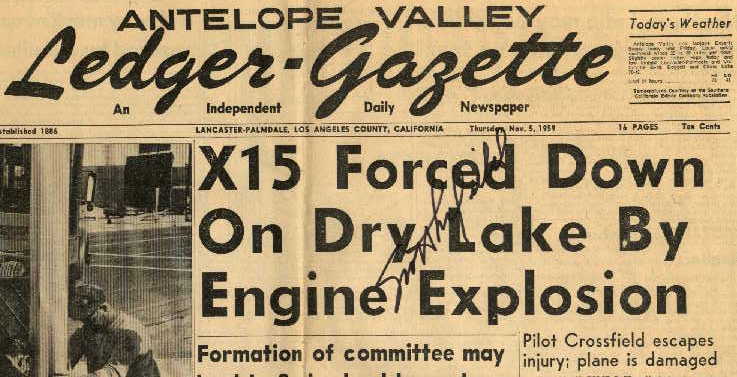 ANTELOPE VALLEY
Ledger-Gazette
An Independent Daily Newspaper
Today's Weather
stablished 1886
LANCASTER-PALMDALE, LOS ANGELES COUNTY, CALIFORNIA
Thursday, Nov. 5, 1959
16 PAGES
Ten Cents
X15 Forced Down
On Dry Lake By
Engine Explosion
Formation of committee may
Pilot Crossfield escapes
injury; plane is damaged